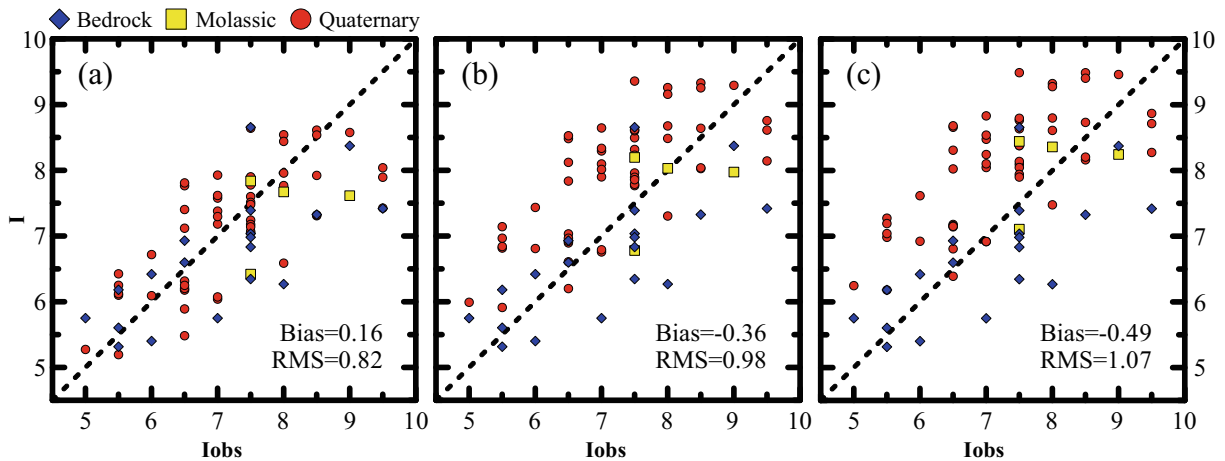 Bedrock Molassic Quaternary
10 10
(a) (b) (c)
9 9
8 8
I 7 7
6 6
Bias=0.16 Bias=-0.36 Bias=-0.49
RMS=0.82 RMS=0.98 RMS=1.07
5 5
5 6 7 8 9 10 5 6 7 8 9 10 5 6 7 8 9 10
Iobs Iobs Iobs